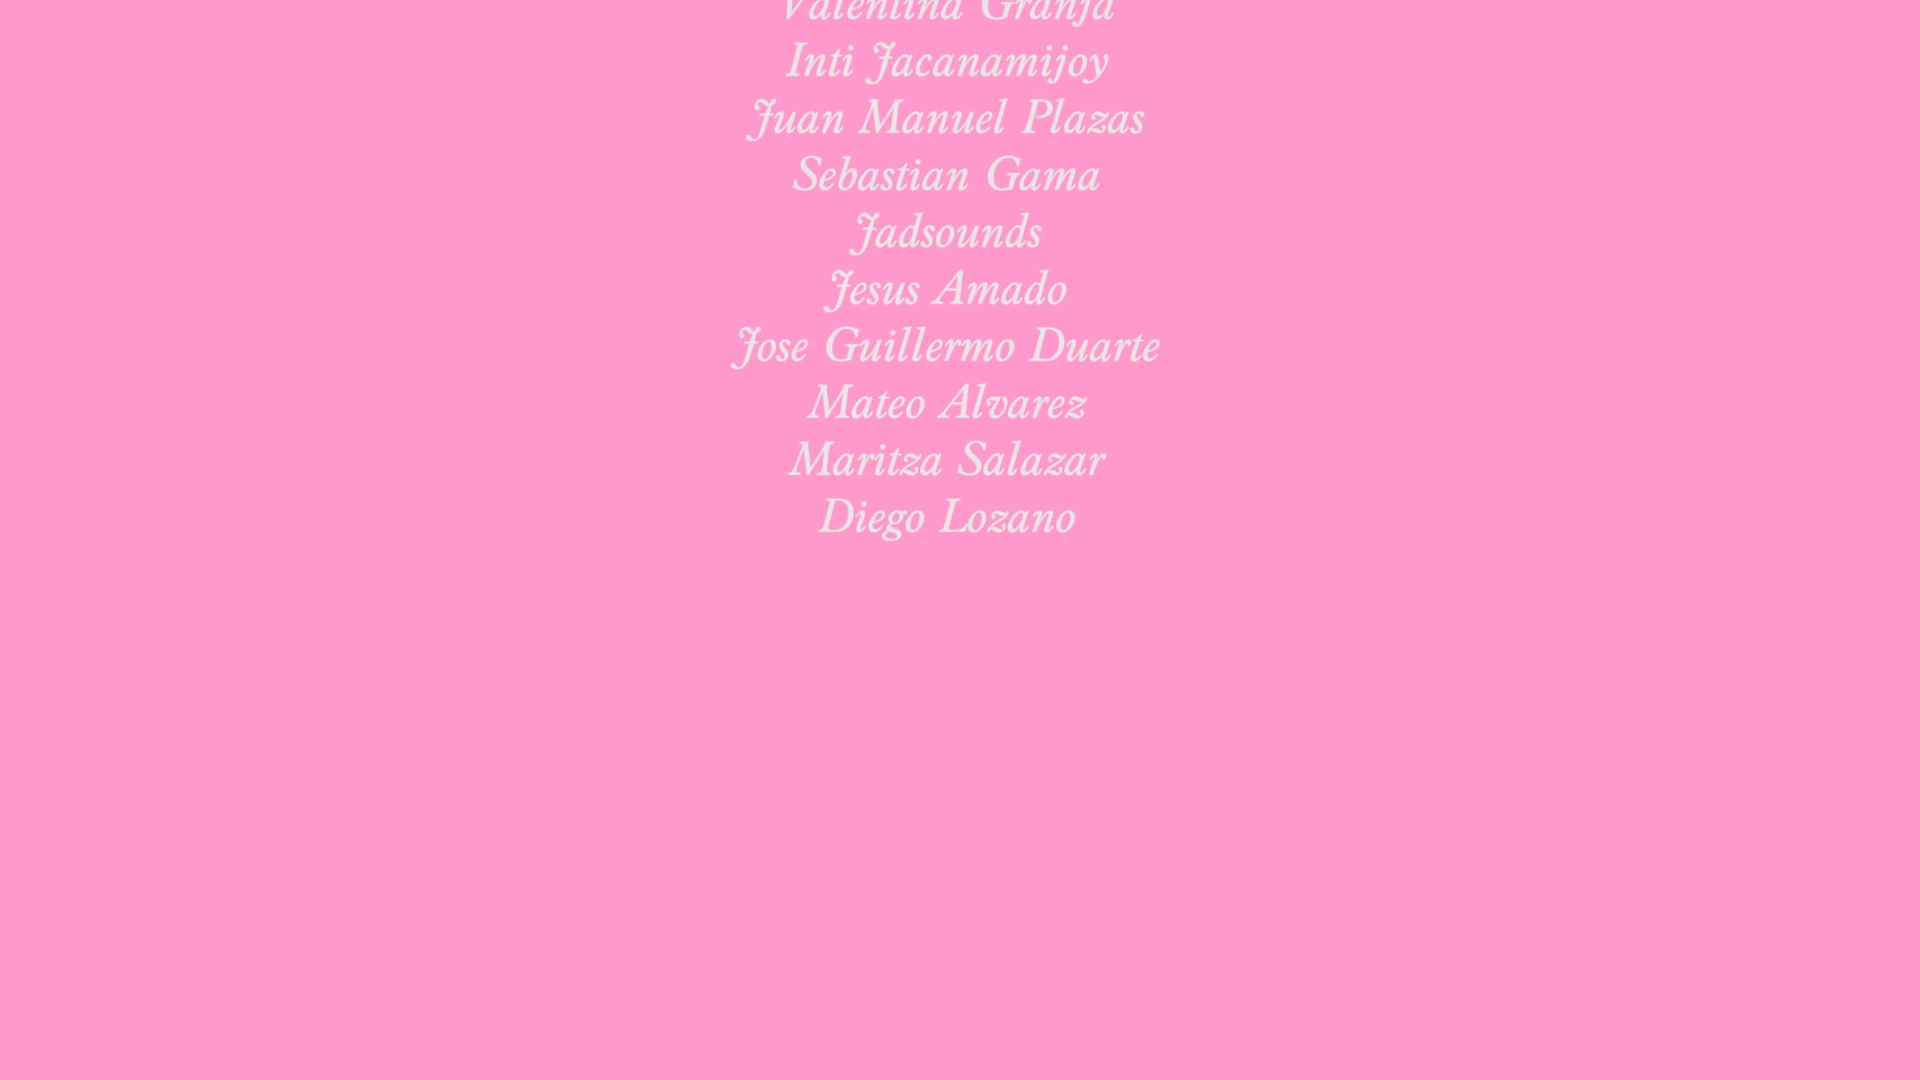 Valentina Granja
Inti Jacanamijoy
Juan Manuel Plazas
Sebastian Gama
Jadsounds
Jesus Amado
Jose Guillermo Duarte
Mateo Alvarez
Maritza Salazar
Diego Lozano